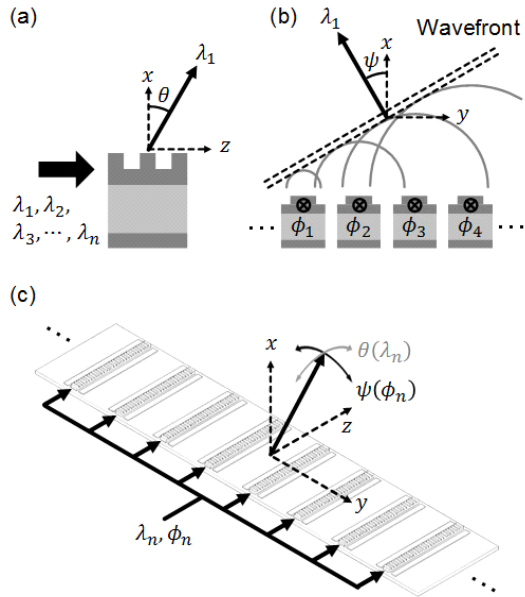 (a)
λ₁
x
θ
z
λ₁, λ₂,
λ₃, ⋯ , λₙ
(b)
λ₁
x
Wavefront
ψ
y
⋯ ϕ₁ ϕ₂ ϕ₃ ϕ₄ ⋯
(c)
⋯
x
θ(λₙ)
ψ(ϕₙ)
z
y
λₙ, ϕₙ
⋯